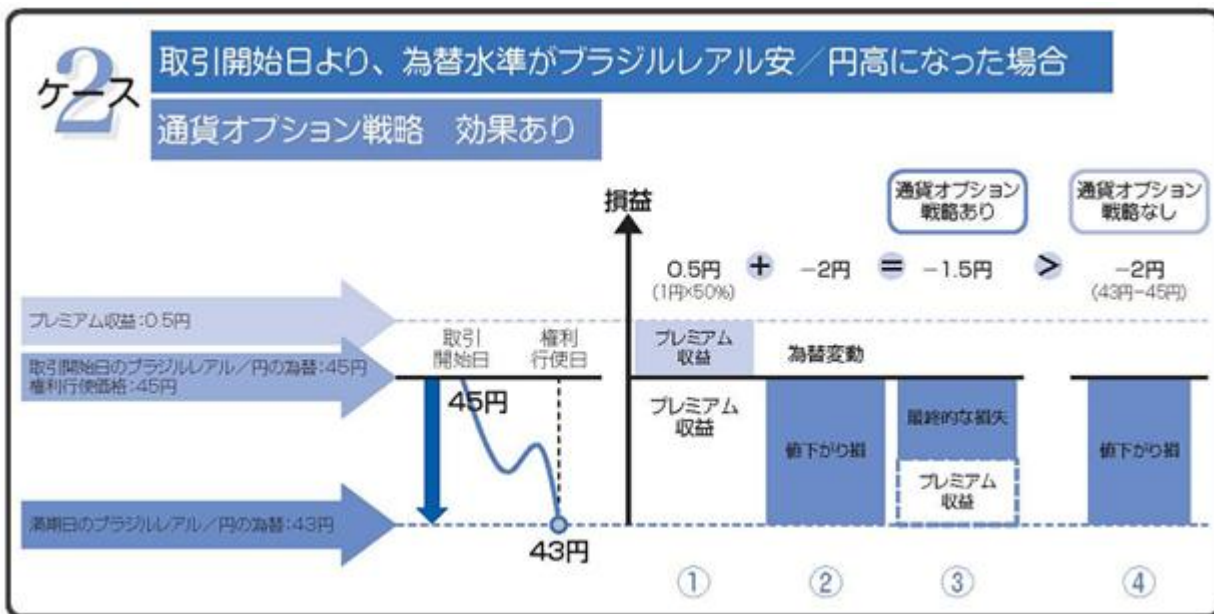 ケース2
取引開始日より、為替水準がブラジルレアル安／円高になった場合
通貨オプション戦略　効果あり
損益
通貨オプション
戦略あり
通貨オプション
戦略なし
0.5円 + −2円 = −1.5円 > −2円
(1円×50%)
(43円−45円)
プレミアム収益：0.5円
取引開始日のブラジルレアル／円の為替：45円
権利行使価格：45円
満期日のブラジルレアル／円の為替：43円
取引
開始日
権利
行使日
45円
43円
プレミアム
収益
為替変動
プレミアム
収益
値下がり損
最終的な損失
プレミアム
収益
値下がり損
① ② ③ ④